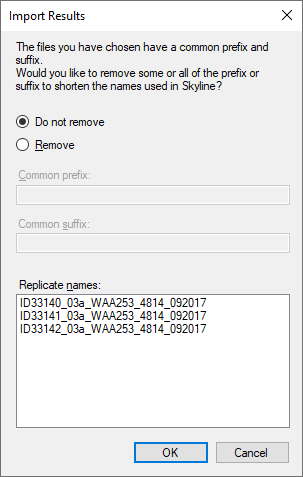 Import Results
The files you have chosen have a common prefix and
suffix.
Would you like to remove some or all of the prefix or
suffix to shorten the names used in Skyline?
Do not remove
Remove
Common prefix:
Common suffix:
Replicate names:
ID33140_03a_WAA253_4814_092017
ID33141_03a_WAA253_4814_092017
ID33142_03a_WAA253_4814_092017
OK
Cancel